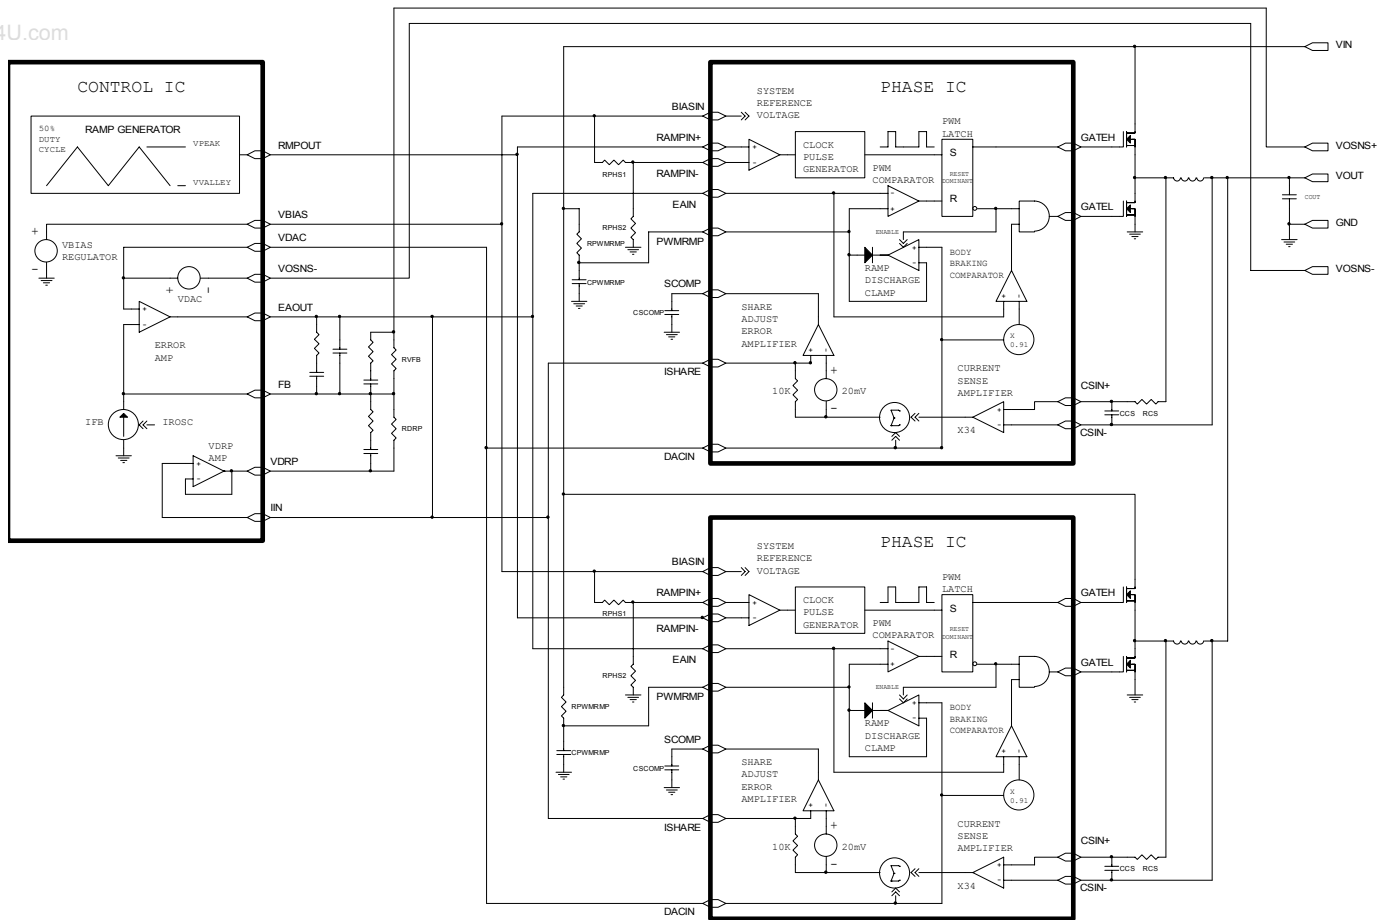 4U.com
CONTROL IC
50%
DUTY
CYCLE
RAMP GENERATOR
VPEAK
VVALLEY
RMPOUT
VBIAS
VBIAS
REGULATOR
VDAC
VOSNS-
+
-
VDAC
EAOUT
ERROR
AMP
RVFB
FB
IFB
IROSC
RDRP
VDRP
AMP
VDRP
IIN
PHASE IC
BIASIN
SYSTEM
REFERENCE
VOLTAGE
RAMPIN+
RAMPIN-
RPHS1
CLOCK
PULSE
GENERATOR
PWM
LATCH
S
RESET
DOMINANT
R
PWM
COMPARATOR
EAIN
RPHS2
PWMRMP
RPWMRMP
CPWMRMP
ENABLE
RAMP
DISCHARGE
CLAMP
BODY
BRAKING
COMPARATOR
SCOMP
CSCOMP
SHARE
ADJUST
ERROR
AMPLIFIER
X
0.91
ISHARE
10K
+
20mV
-
Σ
CURRENT
SENSE
AMPLIFIER
X34
DACIN
GATEH
GATEL
CSIN+
CCS
RCS
CSIN-
VIN
VOSNS+
VOUT
COUT
GND
VOSNS-
PHASE IC
BIASIN
SYSTEM
REFERENCE
VOLTAGE
RAMPIN+
RPHS1
RAMPIN-
CLOCK
PULSE
GENERATOR
PWM
LATCH
S
RESET
DOMINANT
R
PWM
COMPARATOR
EAIN
RPHS2
PWMRMP
RPWMRMP
CPWMRMP
ENABLE
RAMP
DISCHARGE
CLAMP
BODY
BRAKING
COMPARATOR
SCOMP
CSCOMP
SHARE
ADJUST
ERROR
AMPLIFIER
X
0.91
ISHARE
10K
+
20mV
-
Σ
CURRENT
SENSE
AMPLIFIER
X34
DACIN
GATEH
GATEL
CSIN+
CCS
RCS
CSIN-